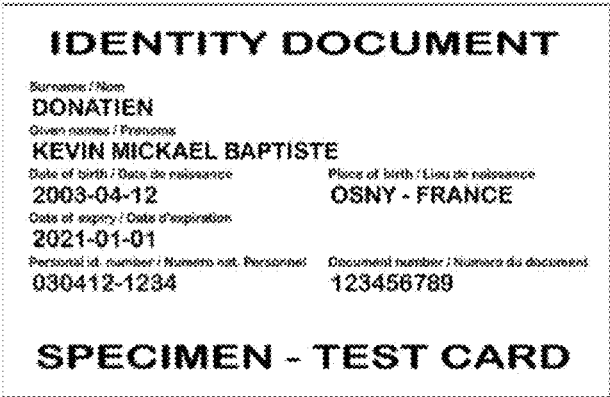 IDENTITY DOCUMENT
Surname / Nom
DONATIEN
Given names / Prenoms
KEVIN MICKAEL BAPTISTE
Date of birth / Date de naissance Place of birth / Lieu de naissance
2003-04-12 OSNY - FRANCE
Date of expiry / Date d'expiration
2021-01-01
Personal id. number / Numero nat. Personnel Document number / Numero du document
030412-1234 123456789
SPECIMEN - TEST CARD